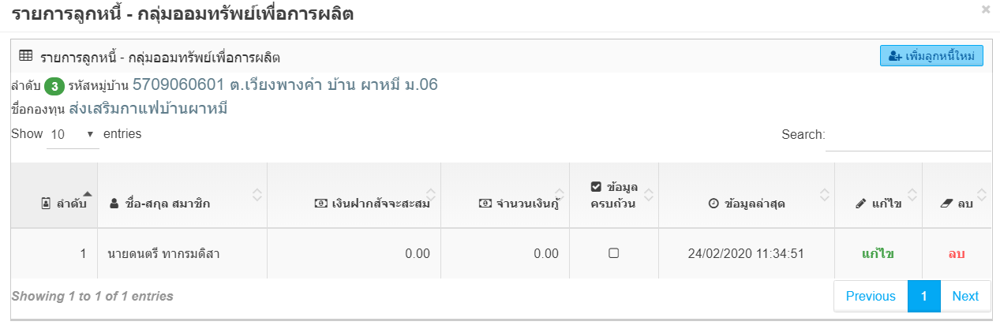 รายการลูกหนี้ - กลุ่มออมทรัพย์เพื่อการผลิต ×
รายการลูกหนี้ - กลุ่มออมทรัพย์เพื่อการผลิต เพิ่มลูกหนี้ใหม่
ลำดับ 3 รหัสหมู่บ้าน 5709060601 ต.เวียงพางคำ บ้าน ผาหมี ม.06
ชื่อกองทุน ส่งเสริมกาแฟบ้านผาหมี
Show 10 entries Search:
ลำดับ ชื่อ-สกุล สมาชิก เงินฝากสัจจะสะสม จำนวนเงินกู้ ข้อมูลครบถ้วน ข้อมูลล่าสุด แก้ไข ลบ
1 นายดนตรี ทากรมดิสา 0.00 0.00 24/02/2020 11:34:51 แก้ไข ลบ
Showing 1 to 1 of 1 entries Previous 1 Next